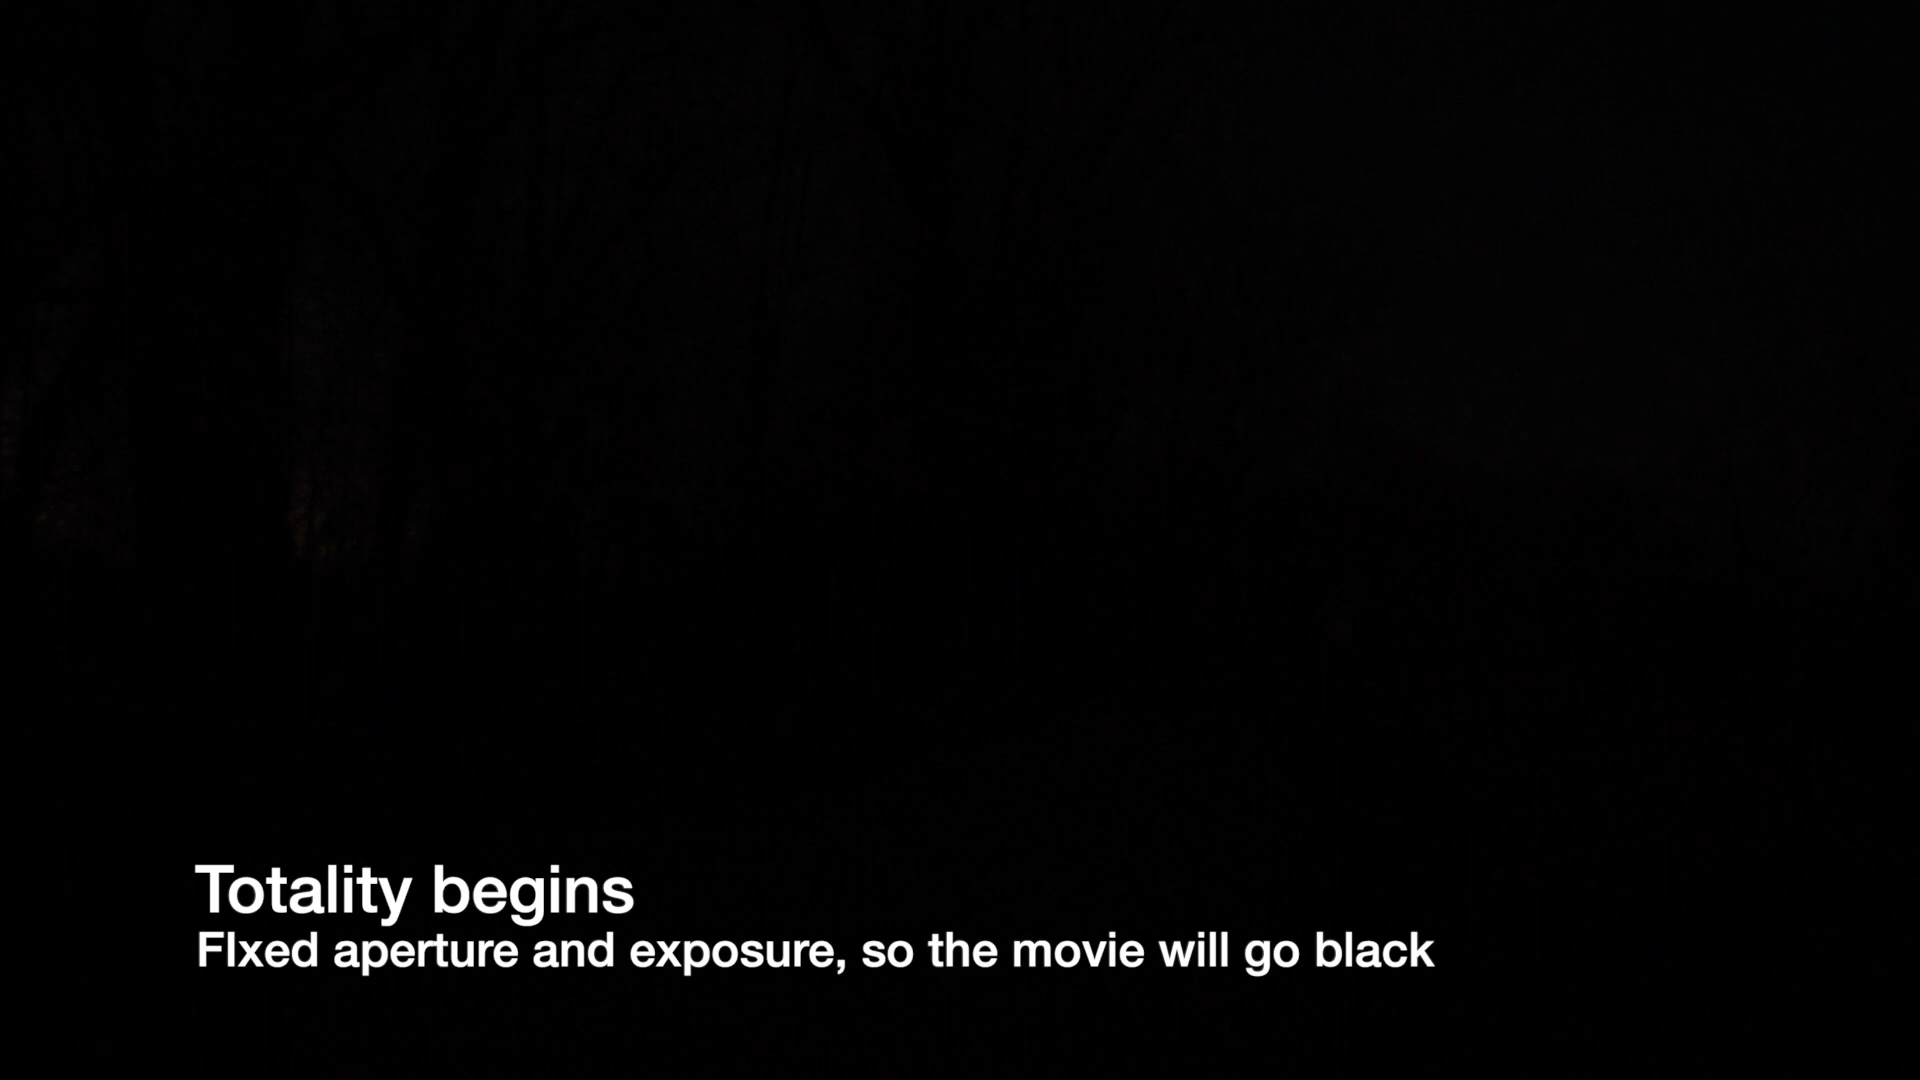 Totality begins
FIxed aperture and exposure, so the movie will go black